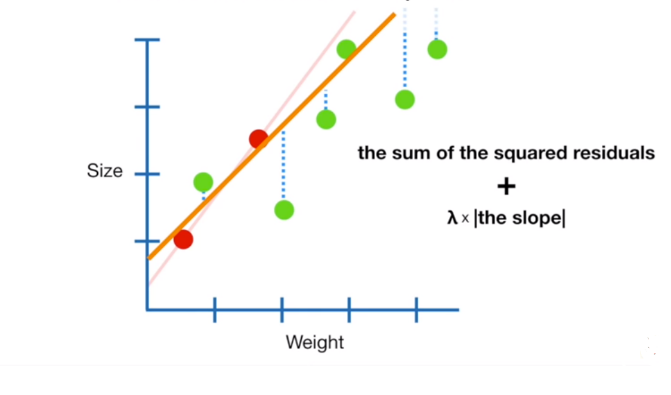 Size
the sum of the squared residuals
+
λ × |the slope|
Weight